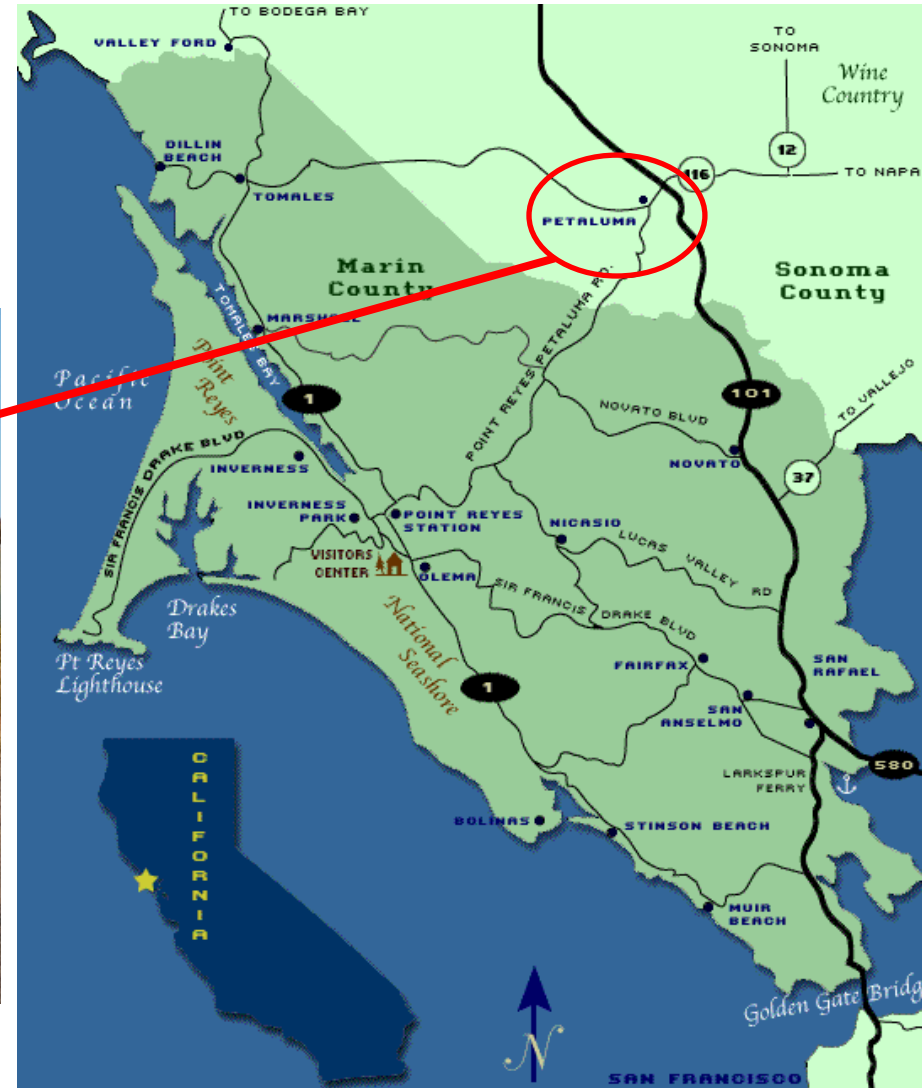 TO BODEGA BAY
VALLEY FORD
TO
SONOMA
Wine
Country
DILLIN
BEACH
12
116
TO NAPA
TOMALES
PETALUMA
Marin
County
Sonoma
County
TOMALES BAY
MARSHALL
POINT REYES PETALUMA RD.
Point
Reyes
Pacific
Ocean
1
101
TO VALLEJO
NOVATO BLVD
NOVATO
37
SIR FRANCIS DRAKE BLVD
INVERNESS
INVERNESS
PARK
POINT REYES
STATION
NICASIO
LUCAS VALLEY RD
VISITORS
CENTER
OLEMA
SIR FRANCIS DRAKE BLVD
Drakes
Bay
National
Seashore
Pt Reyes
Lighthouse
FAIRFAX
SAN
RAFAEL
1
SAN
ANSELMO
580
LARKSPUR
FERRY
CALIFORNIA
BOLINAS
STINSON BEACH
MUIR
BEACH
Golden Gate Bridg
N
SAN FRANCISCO